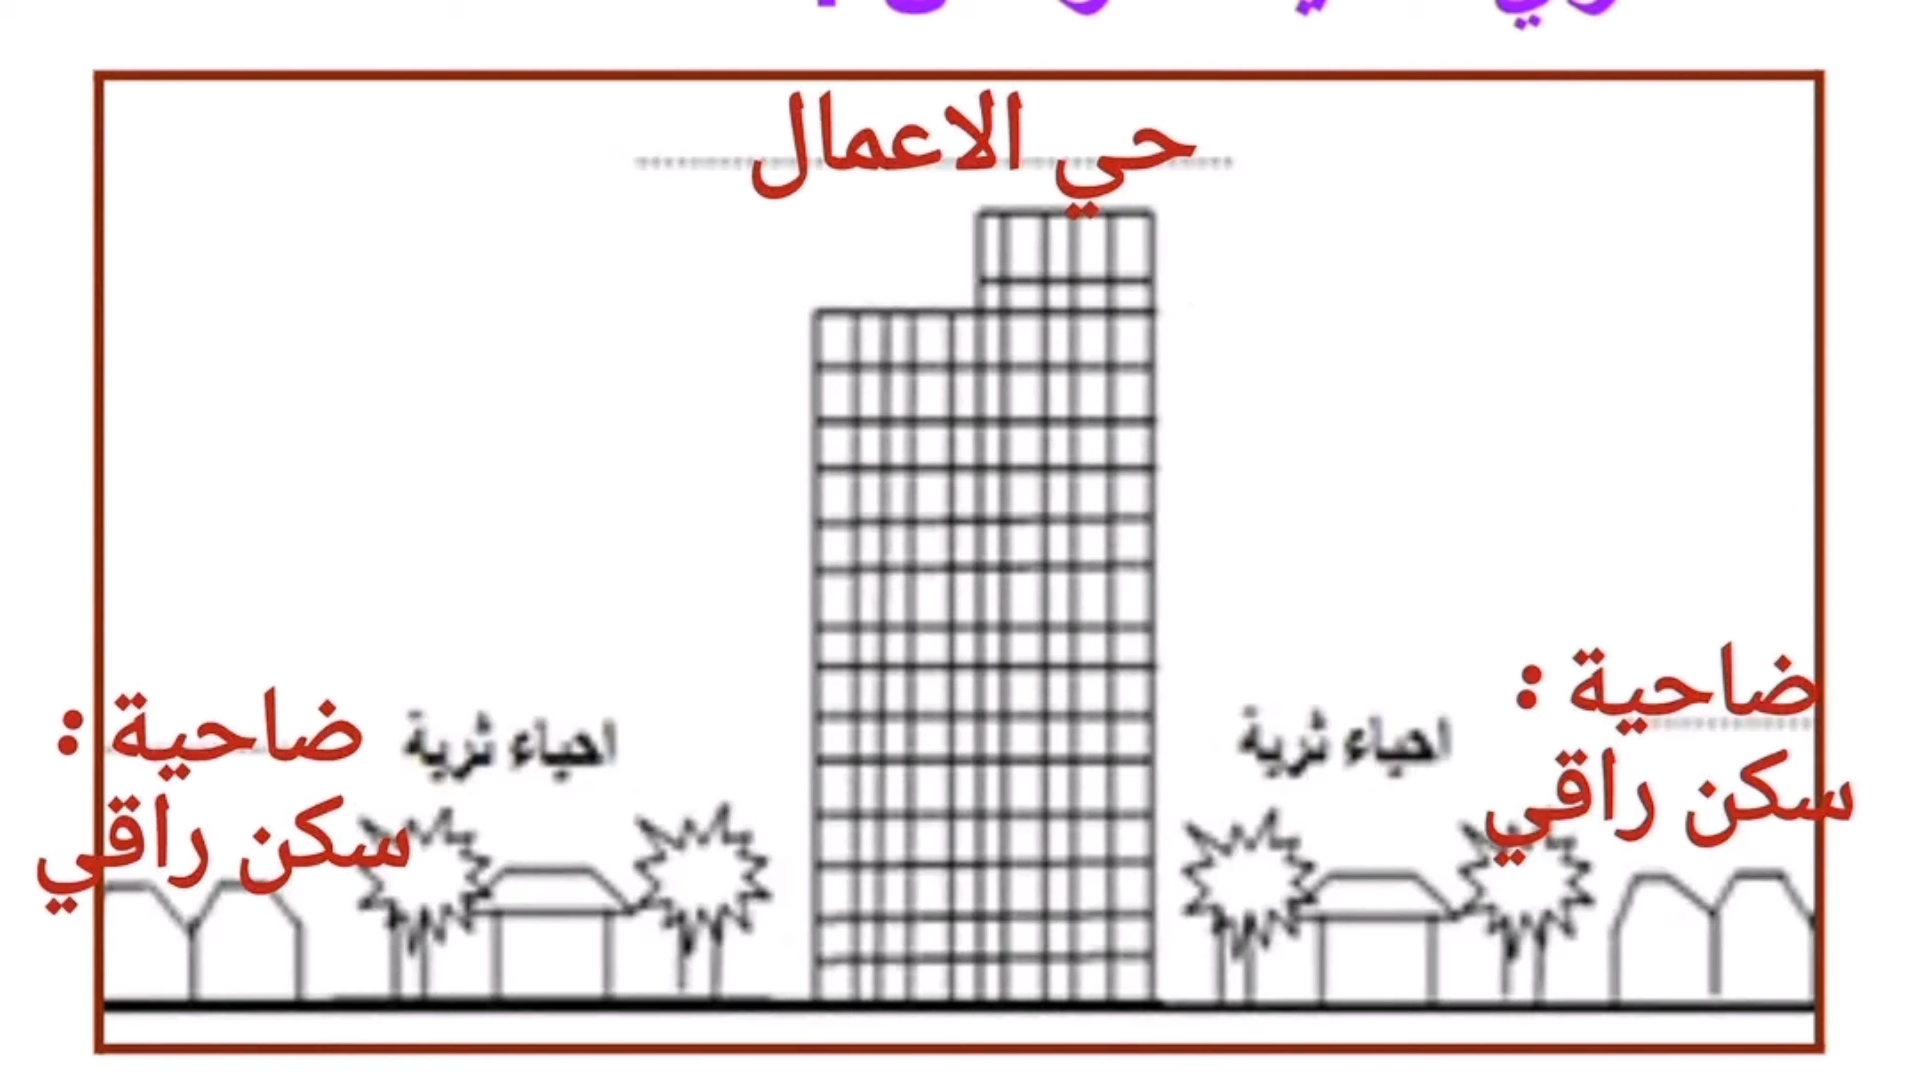 حي الاعمال
ضاحية :
سكن راقي
احياء ثرية
احياء ثرية
ضاحية :
سكن راقي